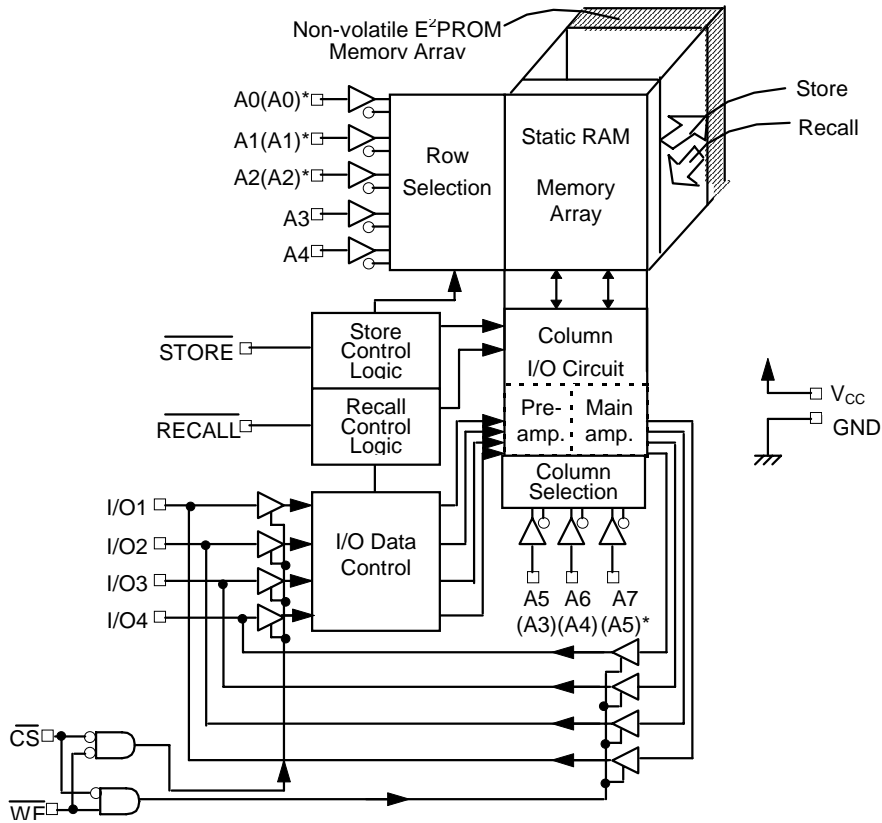 Non-volatile E²PROM
Memory Array
A0(A0)*
A1(A1)*
A2(A2)*
A3
A4
Row
Selection
Static RAM
Memory
Array
Store
Recall
STORE
RECALL
Store
Control
Logic
Recall
Control
Logic
Column
I/O Circuit
Pre-
amp.
Main
amp.
Column
Selection
VCC
GND
I/O1
I/O2
I/O3
I/O4
I/O Data
Control
A5 A6 A7
(A3) (A4) (A5)*
CS
WE